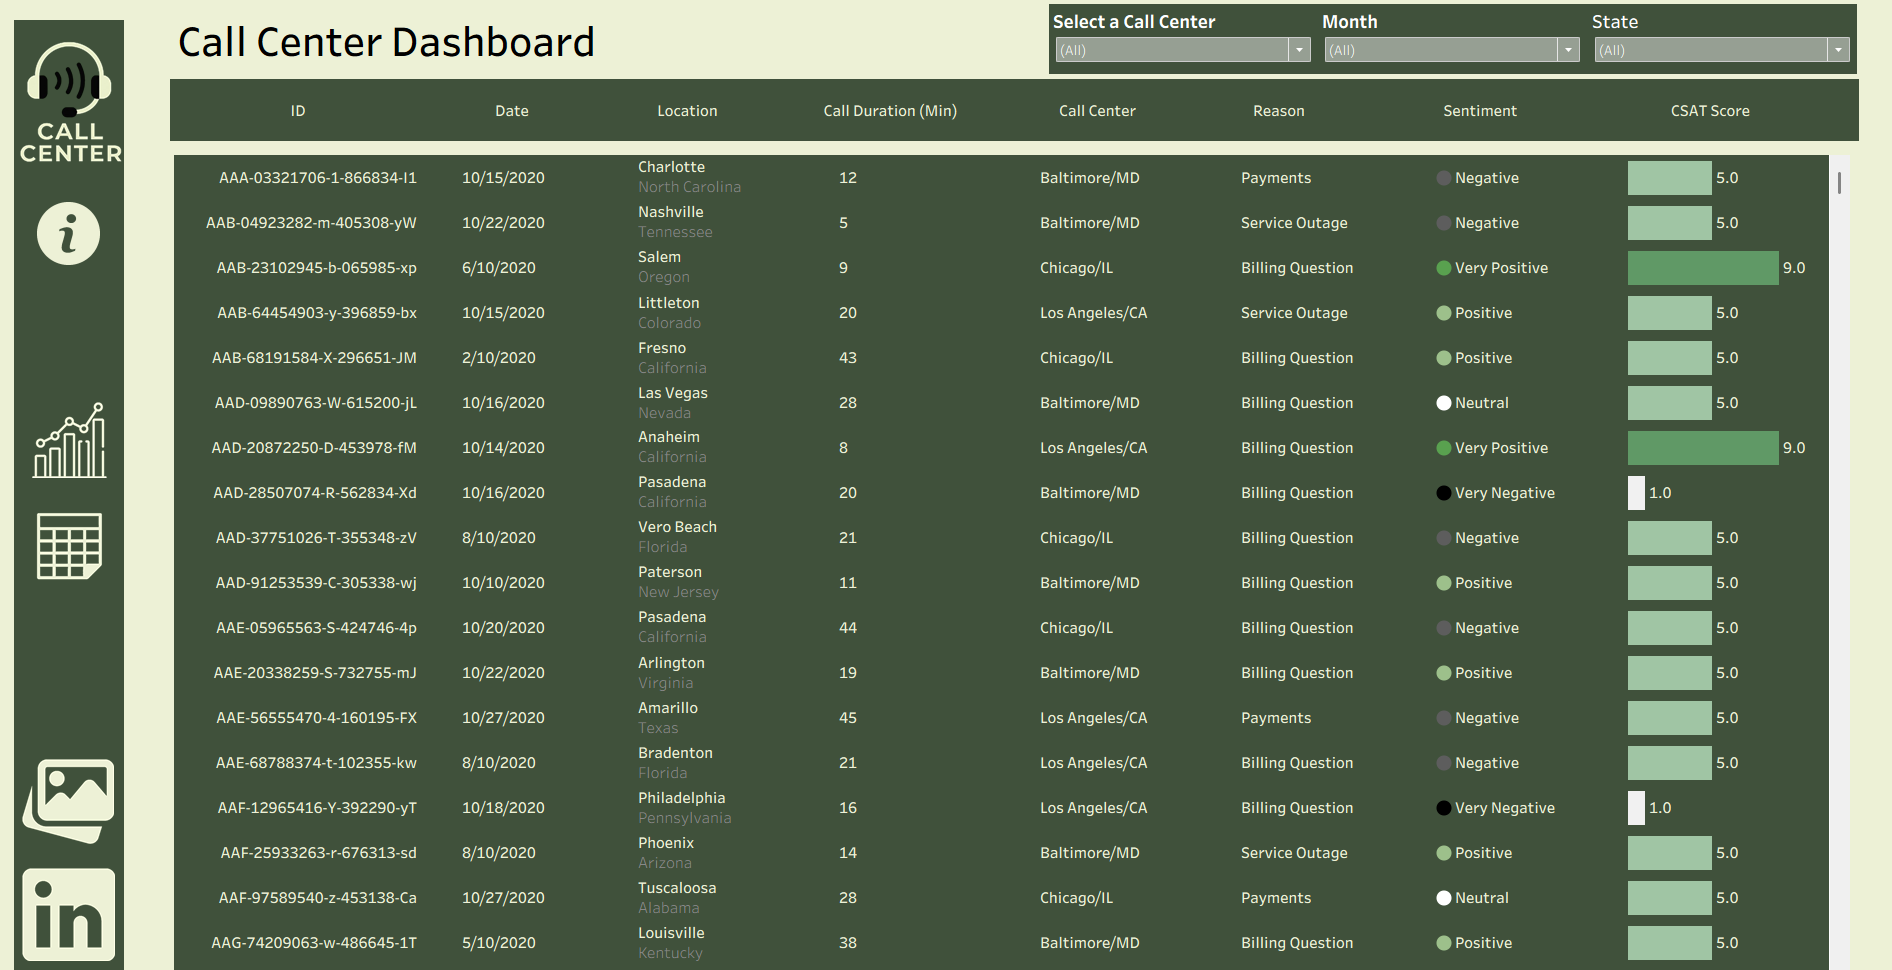 Call Center Dashboard
Select a Call Center Month State
(All) (All) (All)
CALL
CENTER
ID Date Location Call Duration (Min) Call Center Reason Sentiment CSAT Score
AAA-03321706-1-866834-I1 10/15/2020 Charlotte 12 Baltimore/MD Payments Negative 5.0
North Carolina
AAB-04923282-m-405308-yW 10/22/2020 Nashville 5 Baltimore/MD Service Outage Negative 5.0
Tennessee
AAB-23102945-b-065985-xp 6/10/2020 Salem 9 Chicago/IL Billing Question Very Positive 9.0
Oregon
AAB-64454903-y-396859-bx 10/15/2020 Littleton 20 Los Angeles/CA Service Outage Positive 5.0
Colorado
AAB-68191584-X-296651-JM 2/10/2020 Fresno 43 Chicago/IL Billing Question Positive 5.0
California
AAD-09890763-W-615200-jL 10/16/2020 Las Vegas 28 Baltimore/MD Billing Question Neutral 5.0
Nevada
AAD-20872250-D-453978-fM 10/14/2020 Anaheim 8 Los Angeles/CA Billing Question Very Positive 9.0
California
AAD-28507074-R-562834-Xd 10/16/2020 Pasadena 20 Baltimore/MD Billing Question Very Negative 1.0
California
AAD-37751026-T-355348-zV 8/10/2020 Vero Beach 21 Chicago/IL Billing Question Negative 5.0
Florida
AAD-91253539-C-305338-wj 10/10/2020 Paterson 11 Baltimore/MD Billing Question Positive 5.0
New Jersey
AAE-05965563-S-424746-4p 10/20/2020 Pasadena 44 Chicago/IL Billing Question Negative 5.0
California
AAE-20338259-S-732755-mJ 10/22/2020 Arlington 19 Baltimore/MD Billing Question Positive 5.0
Virginia
AAE-56555470-4-160195-FX 10/27/2020 Amarillo 45 Los Angeles/CA Payments Negative 5.0
Texas
AAE-68788374-t-102355-kw 8/10/2020 Bradenton 21 Los Angeles/CA Billing Question Negative 5.0
Florida
AAF-12965416-Y-392290-yT 10/18/2020 Philadelphia 16 Los Angeles/CA Billing Question Very Negative 1.0
Pennsylvania
AAF-25933263-r-676313-sd 8/10/2020 Phoenix 14 Baltimore/MD Service Outage Positive 5.0
Arizona
AAF-97589540-z-453138-Ca 10/27/2020 Tuscaloosa 28 Chicago/IL Payments Neutral 5.0
Alabama
AAG-74209063-w-486645-1T 5/10/2020 Louisville 38 Baltimore/MD Billing Question Positive 5.0
Kentucky
in